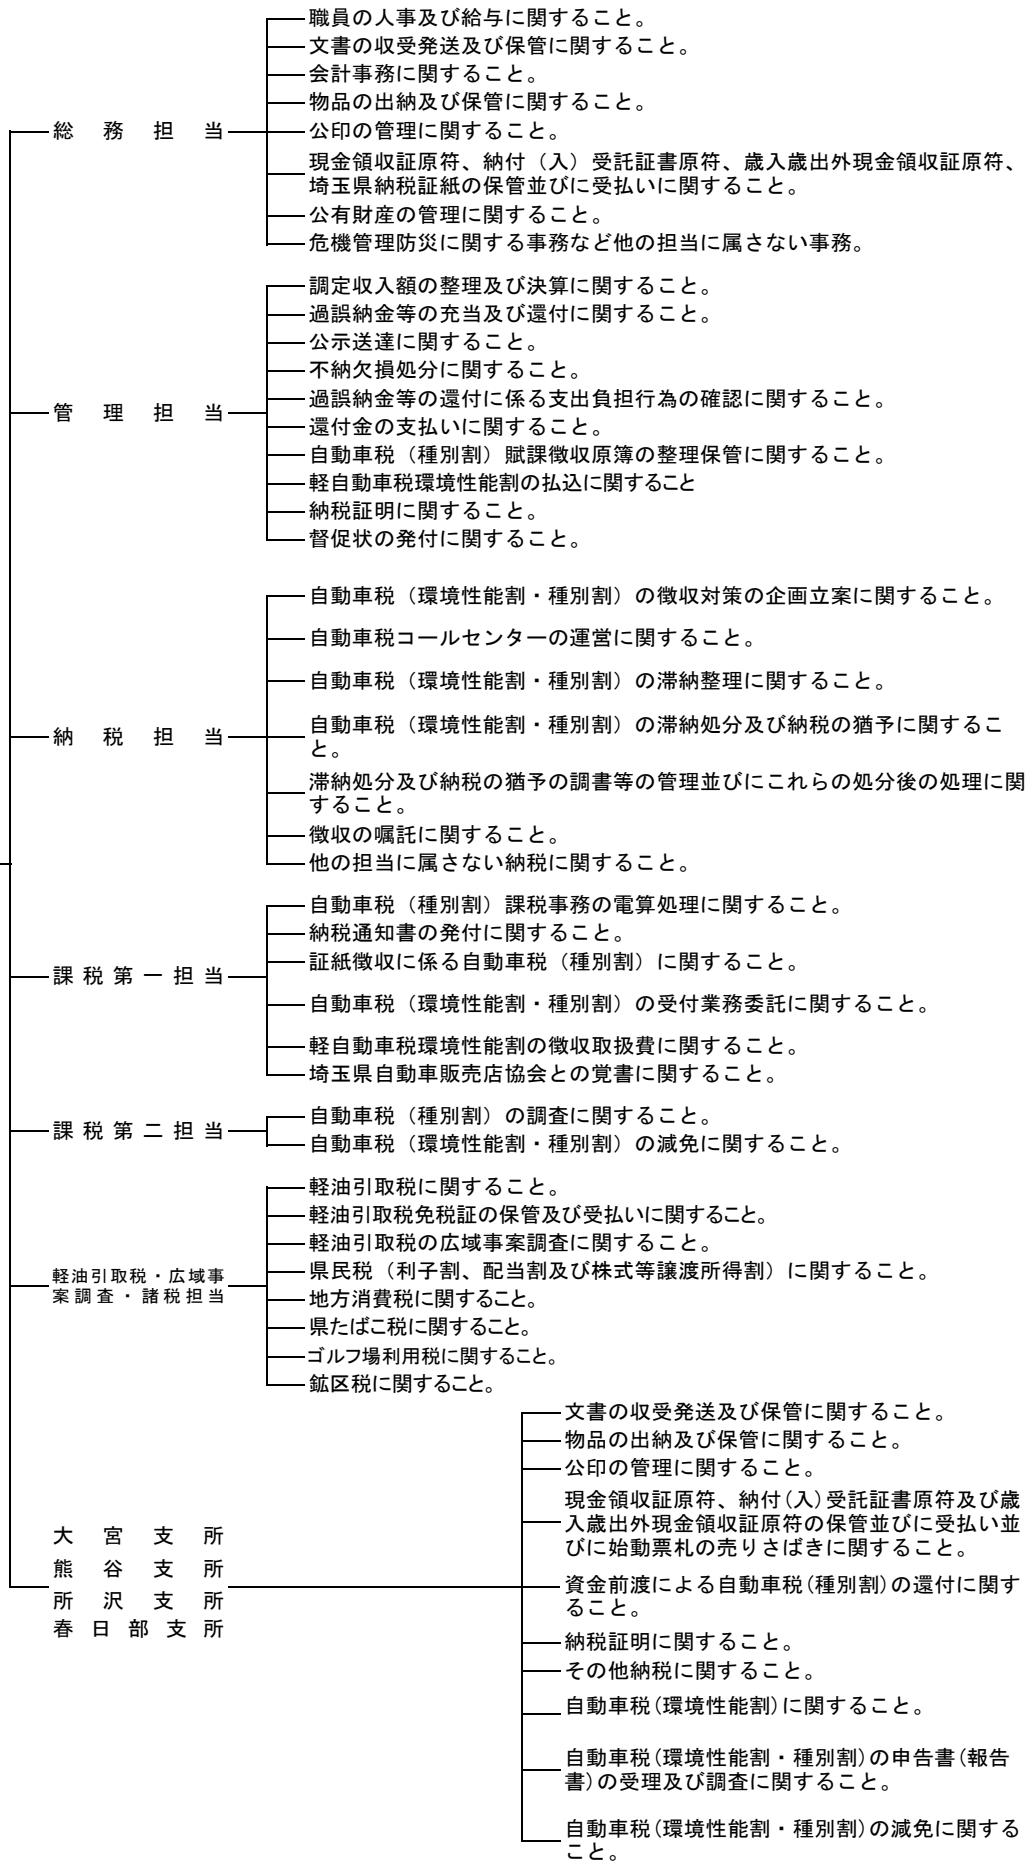 職員の人事及び給与に関すること。
文書の収受発送及び保管に関すること。
会計事務に関すること。
物品の出納及び保管に関すること。
総務担当
公印の管理に関すること。
現金領収証原符、納付（入）受託証書原符、歳入歳出外現金領収証原符、
埼玉県納税証紙の保管並びに受払いに関すること。
公有財産の管理に関すること。
危機管理防災に関する事務など他の担当に属さない事務。
調定収入額の整理及び決算に関すること。
過誤納金等の充当及び還付に関すること。
公示送達に関すること。
不納欠損処分に関すること。
管理担当
過誤納金等の還付に係る支出負担行為の確認に関すること。
還付金の支払いに関すること。
自動車税（種別割）賦課徴収原簿の整理保管に関すること。
軽自動車税環境性能割の払込に関すること
納税証明に関すること。
督促状の発付に関すること。
自動車税（環境性能割・種別割）の徴収対策の企画立案に関すること。
自動車税コールセンターの運営に関すること。
自動車税（環境性能割・種別割）の滞納整理に関すること。
納税担当
自動車税（環境性能割・種別割）の滞納処分及び納税の猶予に関するこ
と。
滞納処分及び納税の猶予の調書等の管理並びにこれらの処分後の処理に関
すること。
徴収の嘱託に関すること。
他の担当に属さない納税に関すること。
自動車税（種別割）課税事務の電算処理に関すること。
納税通知書の発付に関すること。
証紙徴収に係る自動車税（種別割）に関すること。
課税第一担当
自動車税（環境性能割・種別割）の受付業務委託に関すること。
軽自動車税環境性能割の徴収取扱費に関すること。
埼玉県自動車販売店協会との覚書に関すること。
課税第二担当
自動車税（種別割）の調査に関すること。
自動車税（環境性能割・種別割）の減免に関すること。
軽油引取税に関すること。
軽油引取税免税証の保管及び受払いに関すること。
軽油引取税の広域事案調査に関すること。
軽油引取税・広域事
案調査・諸税担当
県民税（利子割、配当割及び株式等譲渡所得割）に関すること。
地方消費税に関すること。
県たばこ税に関すること。
ゴルフ場利用税に関すること。
鉱区税に関すること。
大宮支所
熊谷支所
所沢支所
春日部支所
文書の収受発送及び保管に関すること。
物品の出納及び保管に関すること。
公印の管理に関すること。
現金領収証原符、納付(入)受託証書原符及び歳
入歳出外現金領収証原符の保管並びに受払い並
びに始動票札の売りさばきに関すること。
資金前渡による自動車税(種別割)の還付に関す
ること。
納税証明に関すること。
その他納税に関すること。
自動車税(環境性能割)に関すること。
自動車税(環境性能割・種別割)の申告書(報告
書)の受理及び調査に関すること。
自動車税(環境性能割・種別割)の減免に関する
こと。